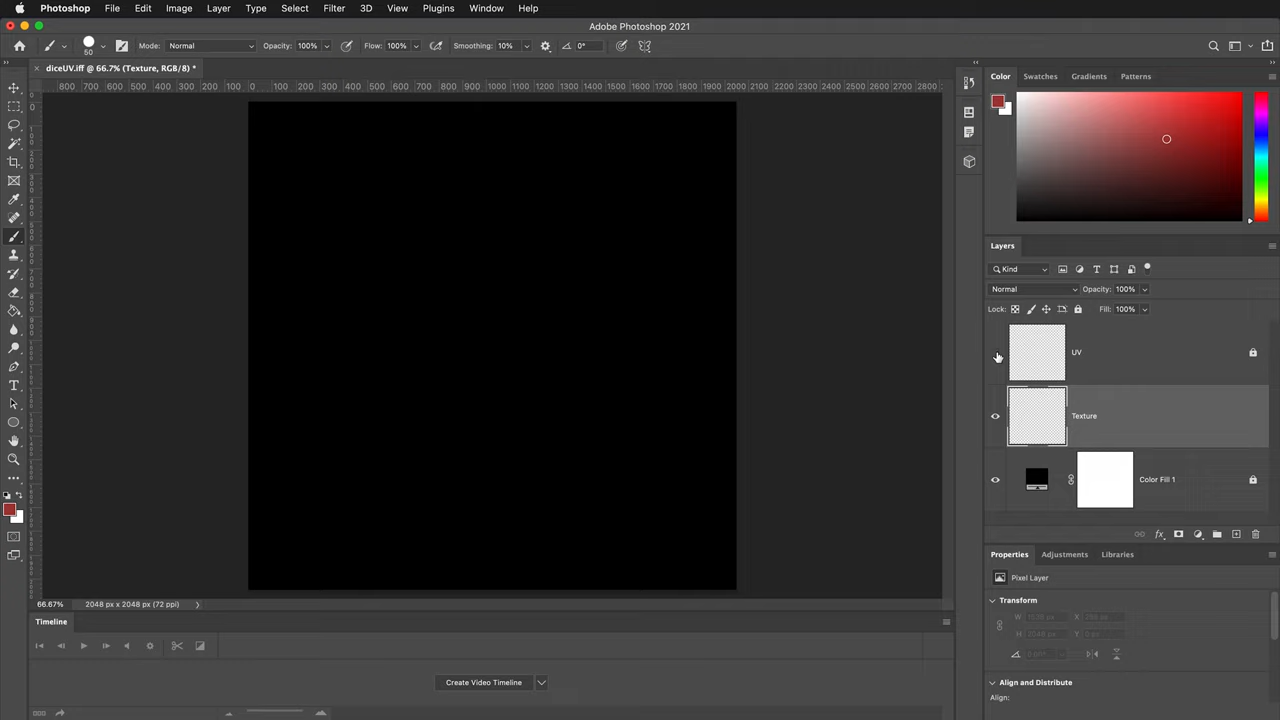 Photoshop File Edit Image Layer Type Select Filter 3D View Plugins Window Help
Adobe Photoshop 2021
50 Mode: Normal Opacity: 100% Flow: 100% Smoothing: 10% 0°
diceUV.iff @ 66.7% (Texture, RGB/8) *
800 700 600 500 400 300 200 100 0 100 200 300 400 500 600 700 800 900 1000 1100 1200 1300 1400 1500 1600 1700 1800 1900 2000 2100 2200 2300 2400 2500 2600 2700 2800
Color Swatches Gradients Patterns
Layers
Kind
Normal Opacity: 100%
Lock: Fill: 100%
UV
Texture
Color Fill 1
Properties Adjustments Libraries
Pixel Layer
Transform
W H 2048 px X Y 0 px
Align and Distribute
Align:
66.67% 2048 px x 2048 px (72 ppi)
Timeline
Create Video Timeline